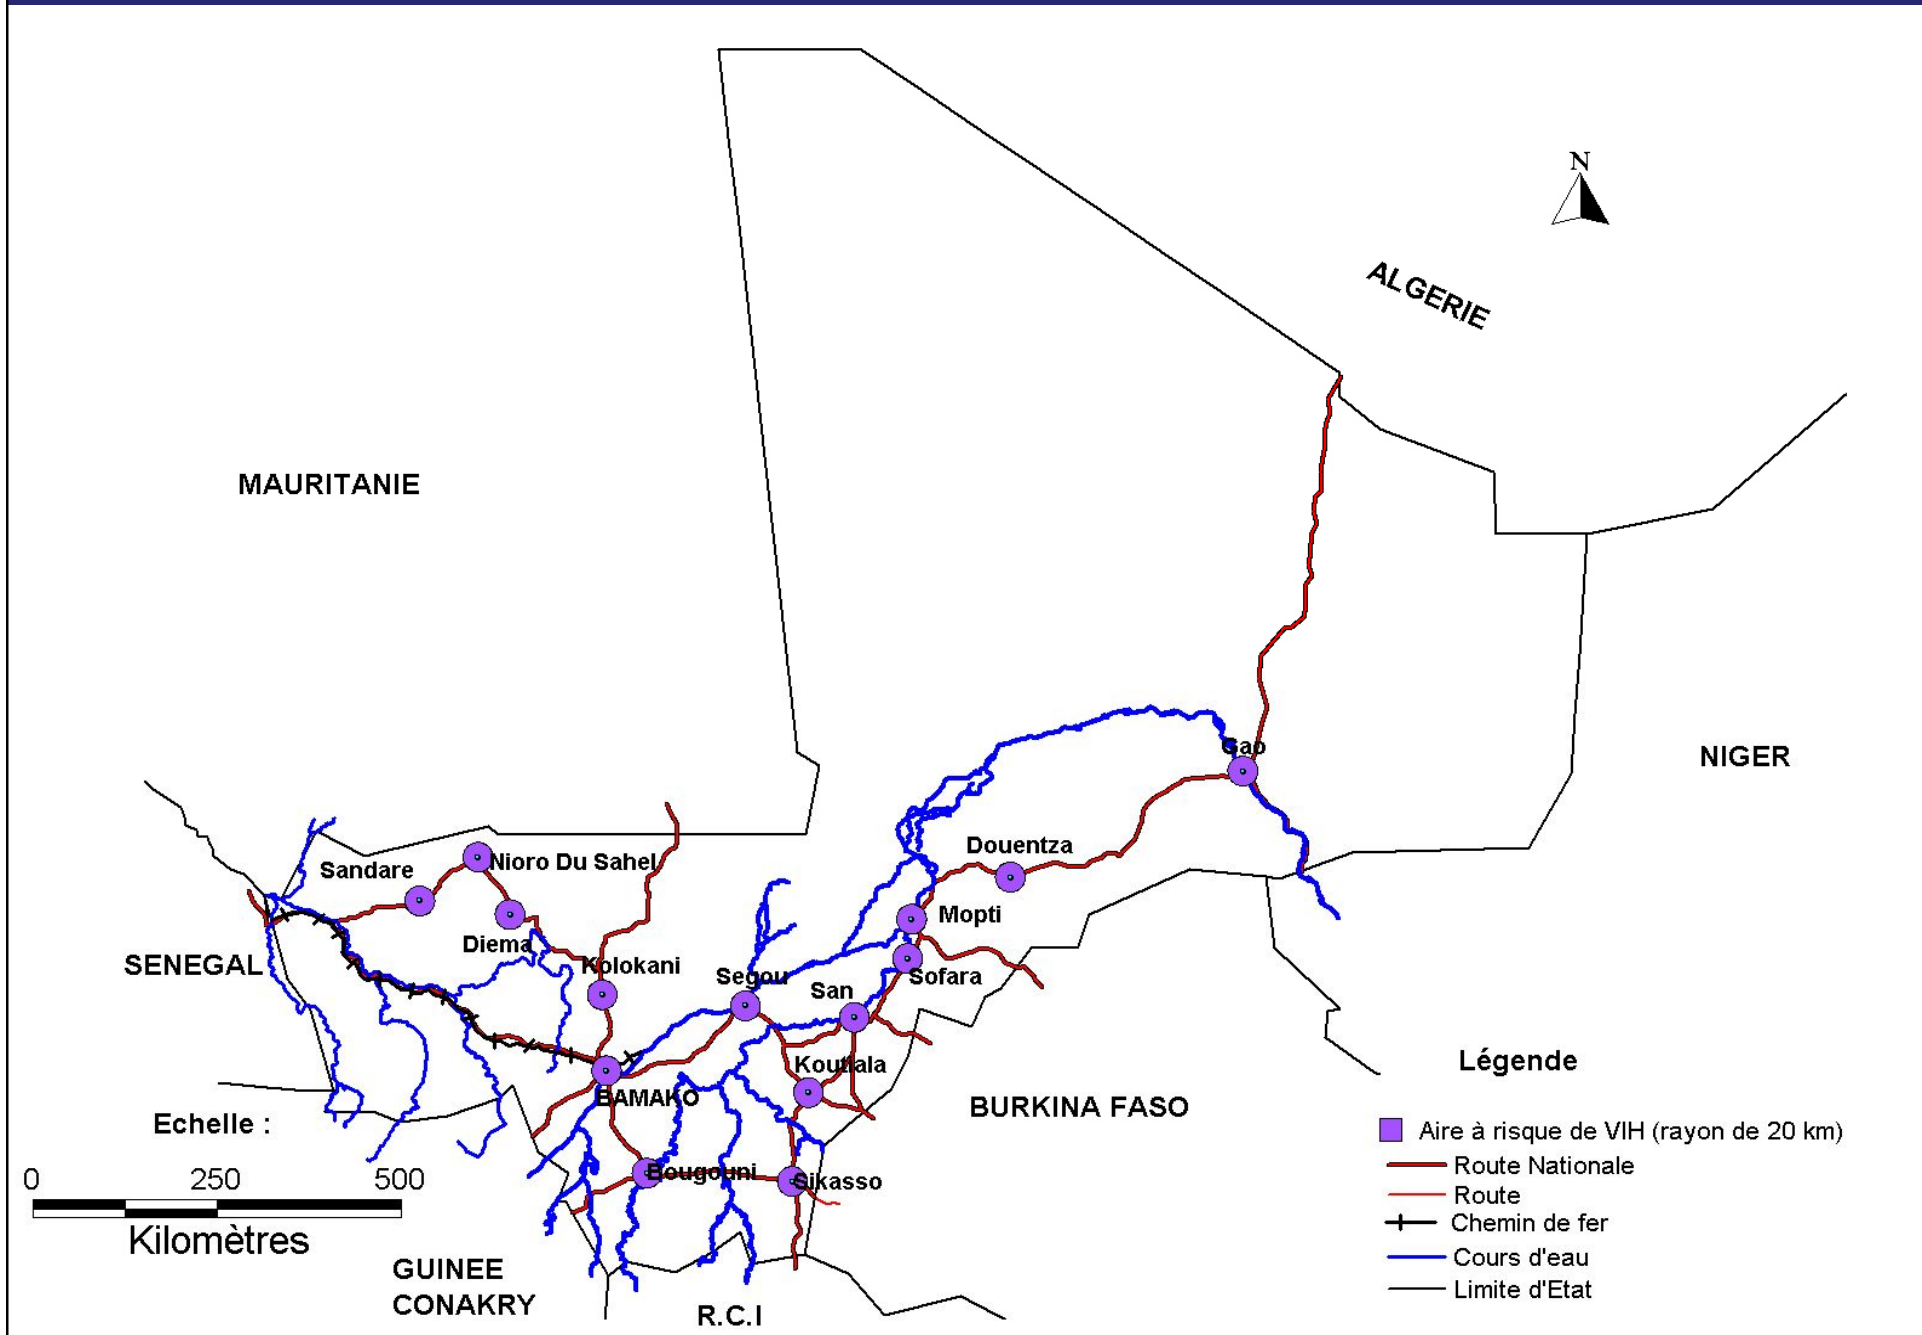 N
ALGERIE
MAURITANIE
NIGER
Gao
Douentza
Nioro Du Sahel
Sandare
Mopti
Diema
SENEGAL
Kolokani
Segou
Sofara
San
Koutiala
BAMAKO
BURKINA FASO
Bougouni
Sikasso
Echelle :
0 250 500
Kilomètres
GUINEE
CONAKRY
R.C.I
Légende
Aire à risque de VIH (rayon de 20 km)
Route Nationale
Route
Chemin de fer
Cours d'eau
Limite d'Etat